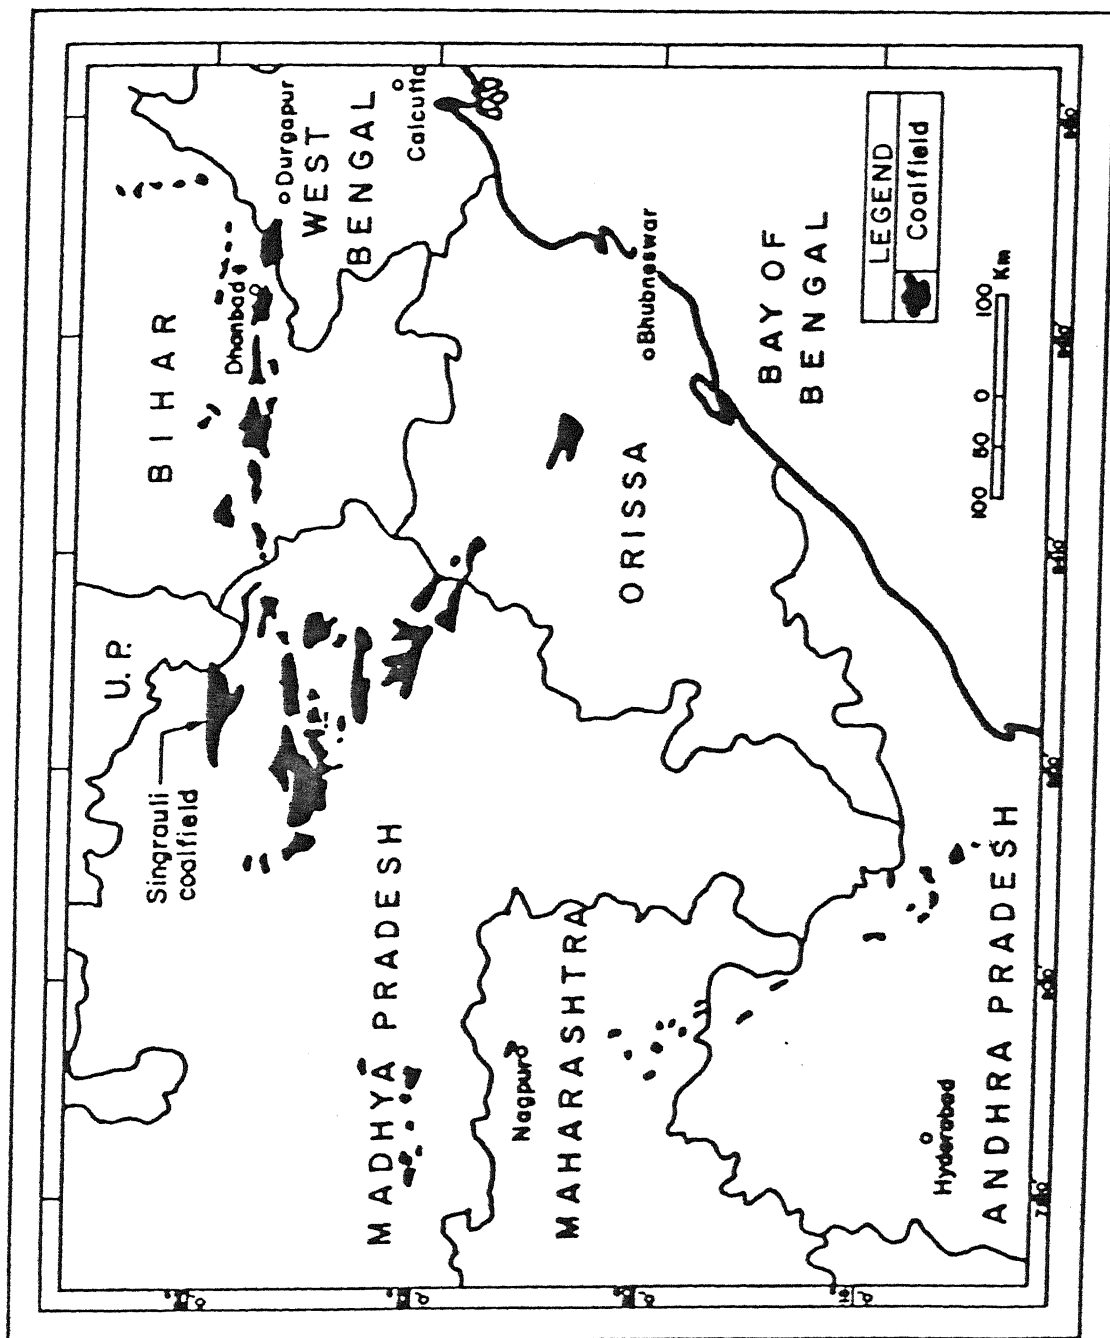 U.P.
BIHAR
Singrauli
coalfield
Dhanbad
Durgapur
WEST
BENGAL
Calcutta
MADHYA PRADESH
ORISSA
Bhubneswar
Nagpur
MAHARASHTRA
BAY OF
BENGAL
Hyderabad
ANDHRA PRADESH
LEGEND
Coalfield
100 50 0 100 Km